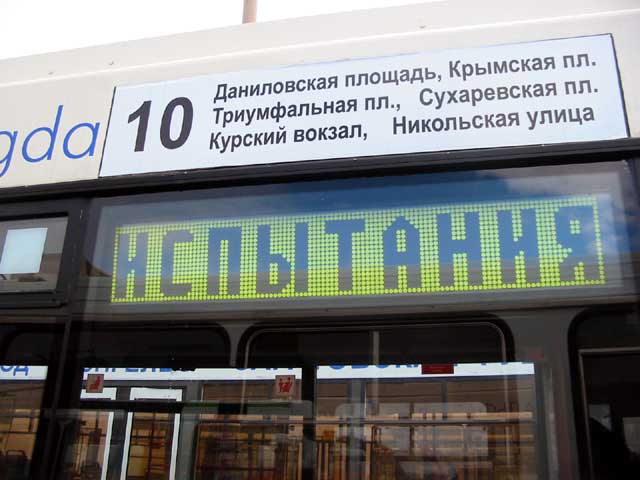 10
Даниловская площадь, Крымская пл.
Триумфальная пл., Сухаревская пл.
Курский вокзал, Никольская улица
gda
ИСПЫТАНИЯ